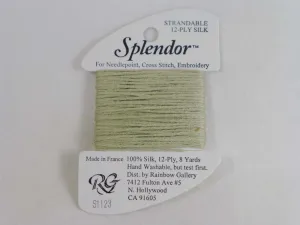 STRANDABLE
12-PLY SILK
Splendor™
For Needlepoint, Cross Stitch, Embroidery
Made in France
100% Silk, 12-Ply, 8 Yards
Hand Washable, but test first.
Dist. by Rainbow Gallery
7412 Fulton Ave #5
N. Hollywood
CA 91605
RG
S1123